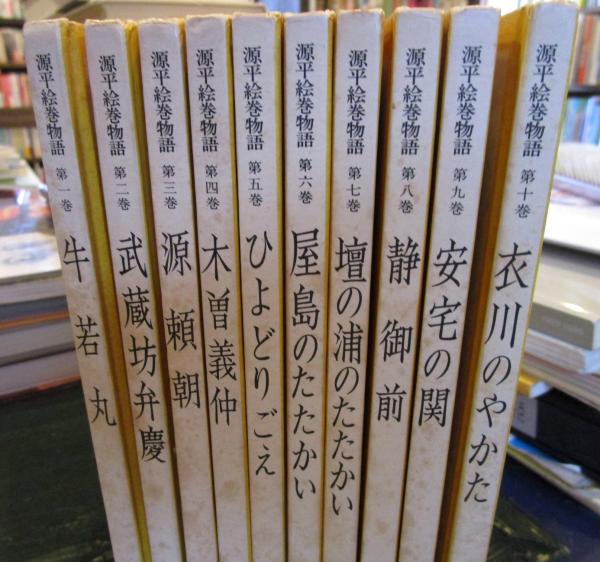 源平絵巻物語 第一巻 牛若丸
源平絵巻物語 第二巻 武蔵坊弁慶
源平絵巻物語 第三巻 源頼朝
源平絵巻物語 第四巻 木曽義仲
源平絵巻物語 第五巻 ひよどりごえ
源平絵巻物語 第六巻 屋島のたたかい
源平絵巻物語 第七巻 壇の浦のたたかい
源平絵巻物語 第八巻 静御前
源平絵巻物語 第九巻 安宅の関
源平絵巻物語 第十巻 衣川のやかた